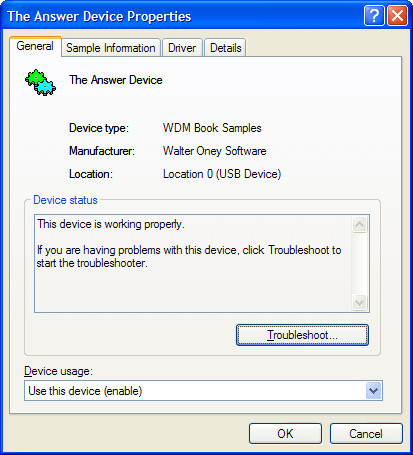 The Answer Device Properties
General Sample Information Driver Details
The Answer Device
Device type: WDM Book Samples
Manufacturer: Walter Oney Software
Location: Location 0 (USB Device)
Device status
This device is working properly.
If you are having problems with this device, click Troubleshoot to
start the troubleshooter.
Troubleshoot...
Device usage:
Use this device (enable)
OK Cancel